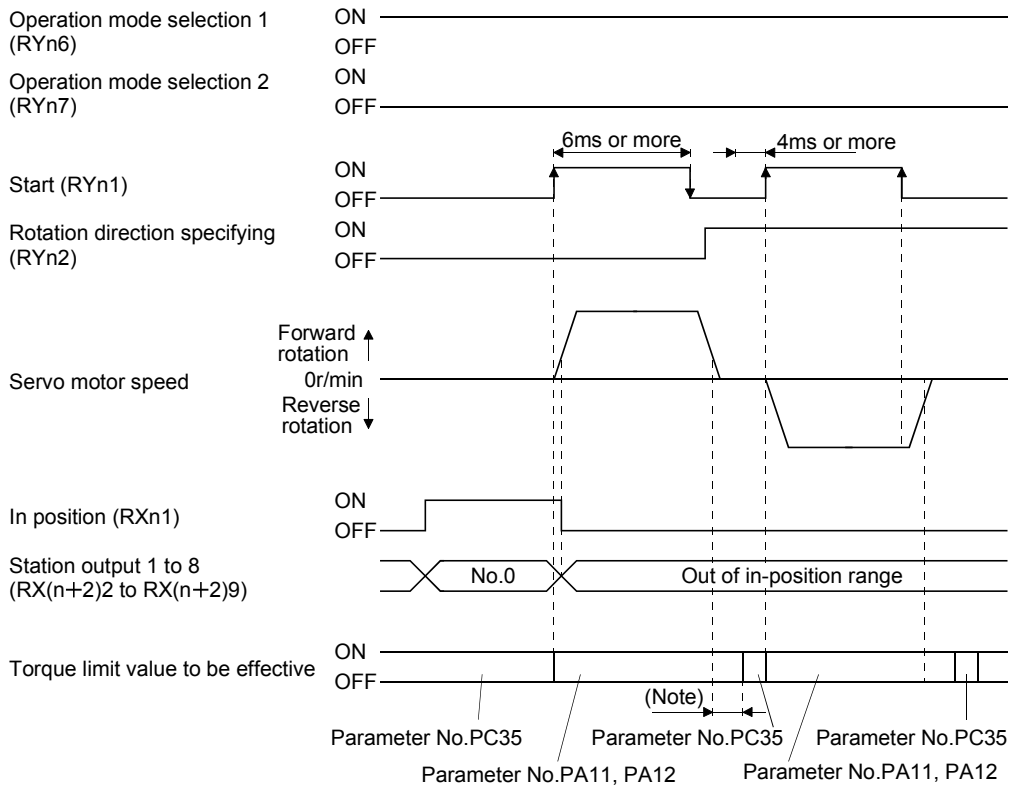 Operation mode selection 1
(RYn6)
ON
OFF
Operation mode selection 2
(RYn7)
ON
OFF
6ms or more
4ms or more
Start (RYn1)
ON
OFF
Rotation direction specifying
(RYn2)
ON
OFF
Servo motor speed
Forward
rotation
0r/min
Reverse
rotation
In position (RXn1)
ON
OFF
Station output 1 to 8
(RX(n+2)2 to RX(n+2)9)
No.0
Out of in-position range
Torque limit value to be effective
ON
OFF
(Note)
Parameter No.PC35
Parameter No.PC35
Parameter No.PC35
Parameter No.PA11, PA12
Parameter No.PA11, PA12